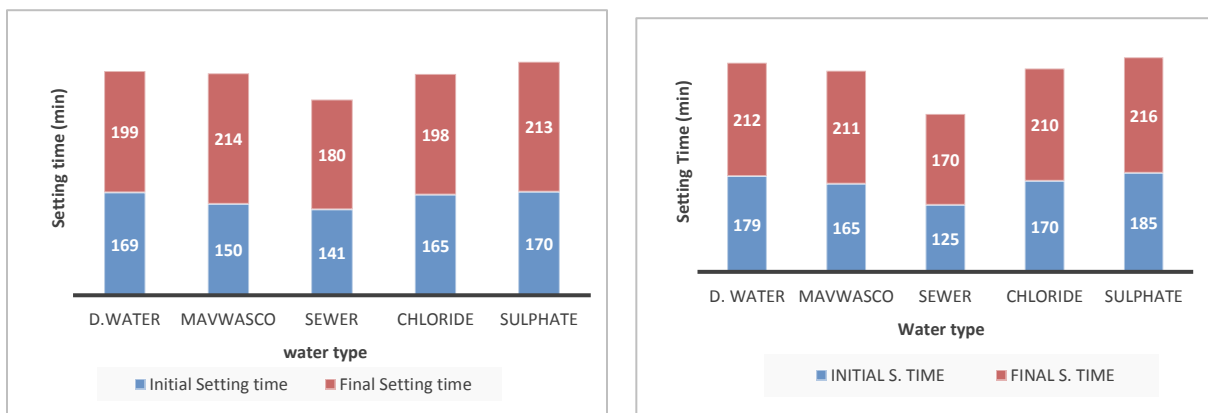 Setting time (min)
199
214
180
198
213
169
150
141
165
170
D.WATER MAVWASCO SEWER CHLORIDE SULPHATE
water type
Initial Setting time Final Setting time
Setting Time (min)
212
211
170
210
216
179
165
125
170
185
D. WATER MAVWASCO SEWER CHLORIDE SULPHATE
Water type
INITIAL S. TIME FINAL S. TIME